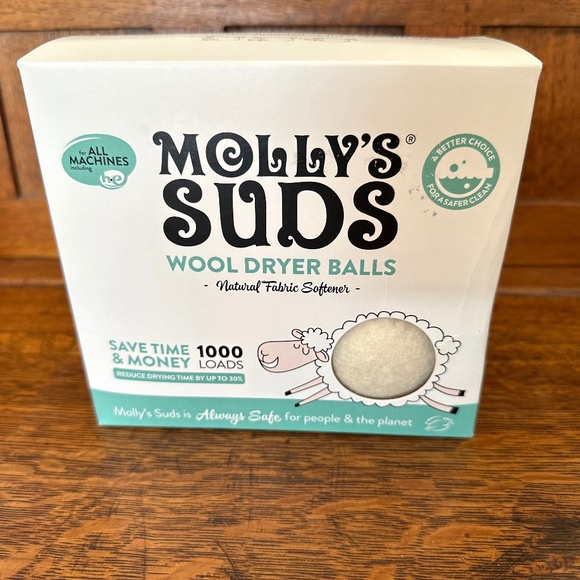 for ALL
MACHINES
including
he
MOLLY'S®
SUDS
WOOL DRYER BALLS
- Natural Fabric Softener -
A BETTER CHOICE
FOR A SAFER CLEAN
SAVE TIME
& MONEY
1000
LOADS
REDUCE DRYING TIME BY UP TO 30%
Molly's Suds is Always Safe for people & the planet